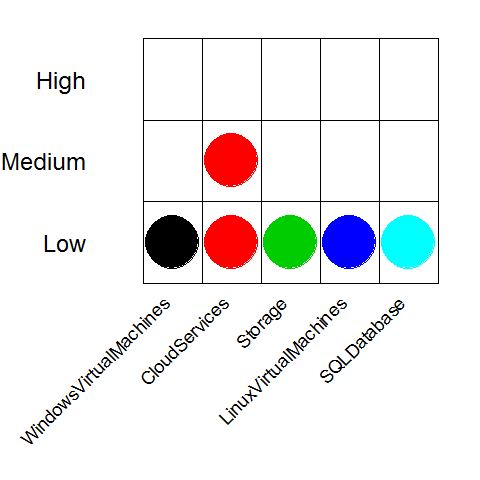 High
Medium
Low
WindowsVirtualMachines
CloudServices
Storage
LinuxVirtualMachines
SQLDatabase